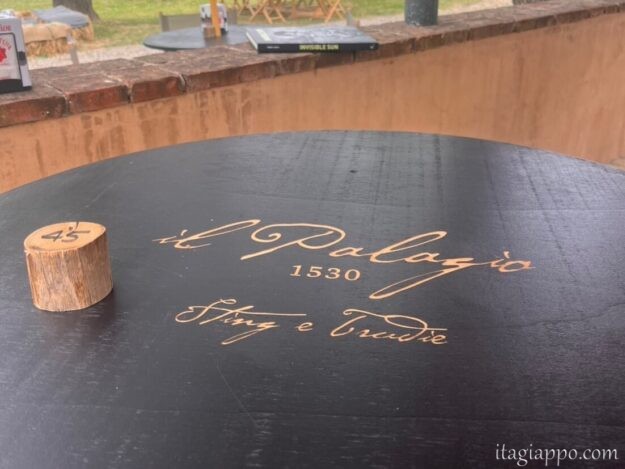 INVISIBLE SUN
45
il Palagio
1530
Sting e Trudie
itagiappo.com